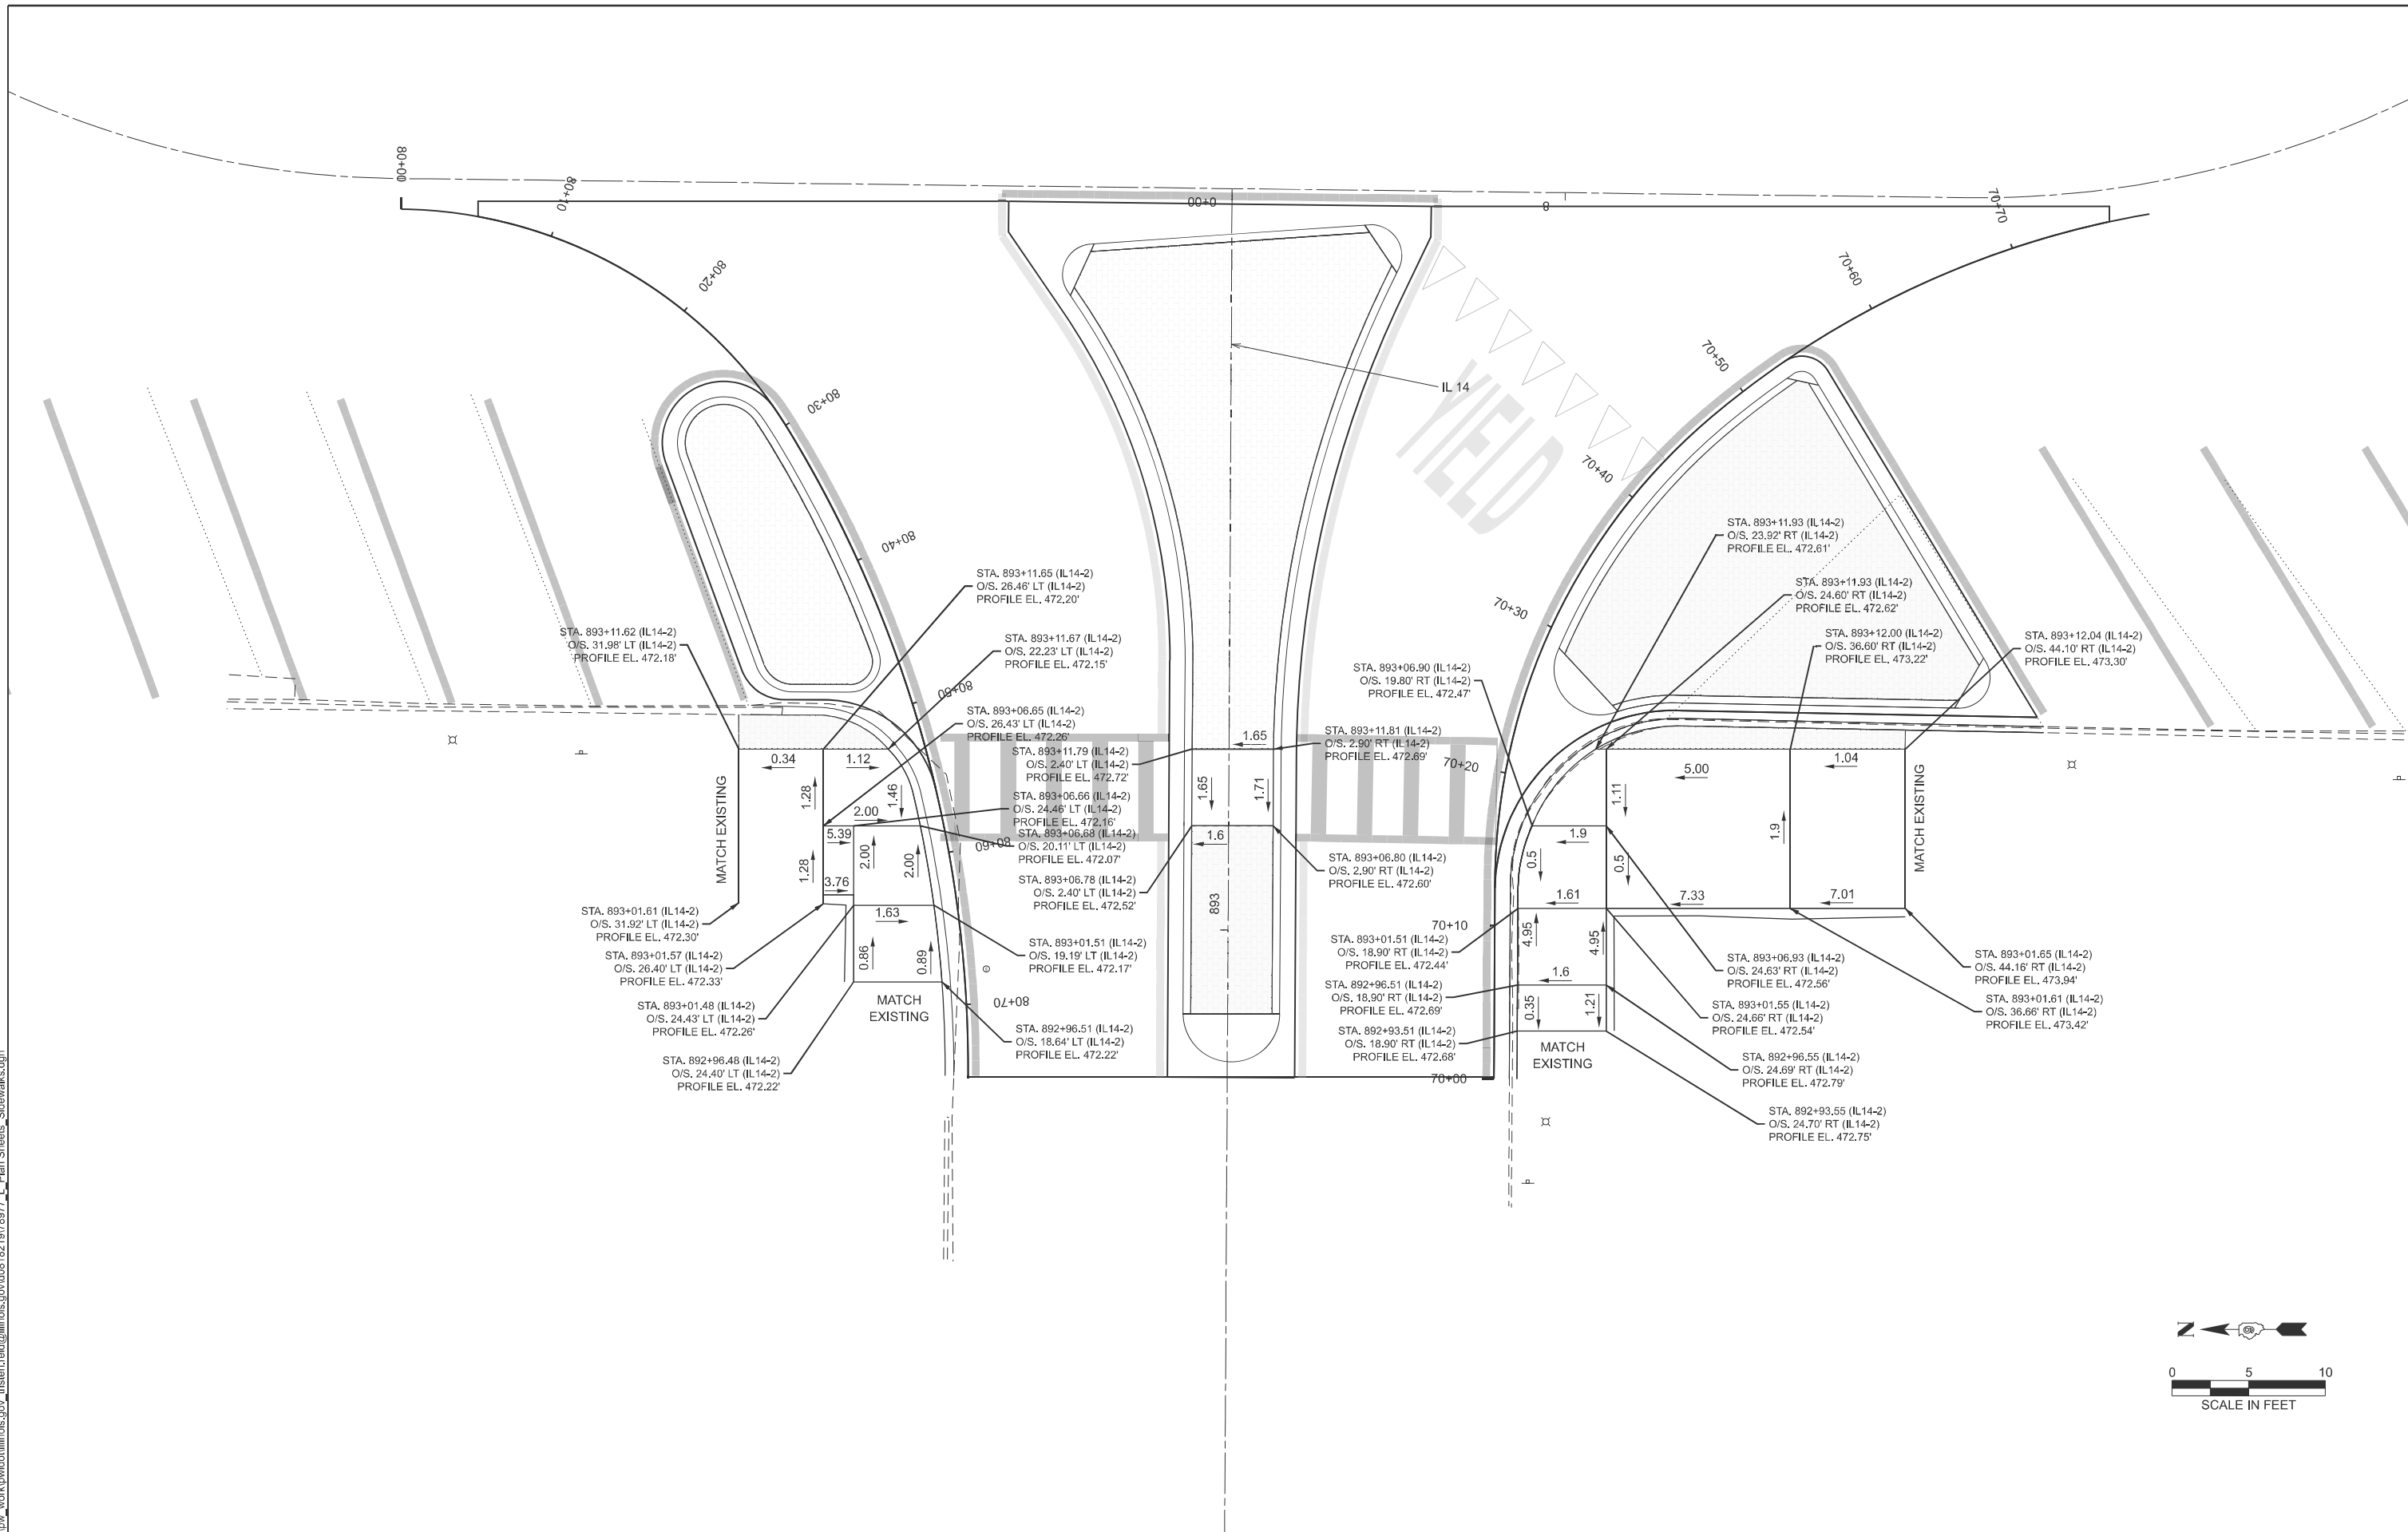 80+00
80+10
80+20
80+30
80+40
80+50
80+60
80+70
0+00
8
70+70
70+60
70+50
70+40
70+30
70+20
70+10
70+00
IL 14
YIELD
STA. 893+11.65 (IL14-2)
O/S. 26.46' LT (IL14-2)
PROFILE EL. 472.20'
STA. 893+11.62 (IL14-2)
O/S. 31.98' LT (IL14-2)
PROFILE EL. 472.18'
STA. 893+11.67 (IL14-2)
O/S. 22.23' LT (IL14-2)
PROFILE EL. 472.15'
STA. 893+06.65 (IL14-2)
O/S. 26.43' LT (IL14-2)
PROFILE EL. 472.26'
STA. 893+11.79 (IL14-2)
O/S. 2.40' LT (IL14-2)
PROFILE EL. 472.72'
STA. 893+06.66 (IL14-2)
O/S. 24.46' LT (IL14-2)
PROFILE EL. 472.16'
STA. 893+06.68 (IL14-2)
O/S. 20.11' LT (IL14-2)
PROFILE EL. 472.07'
STA. 893+06.78 (IL14-2)
O/S. 2.40' LT (IL14-2)
PROFILE EL. 472.52'
STA. 893+01.61 (IL14-2)
O/S. 31.92' LT (IL14-2)
PROFILE EL. 472.30'
STA. 893+01.57 (IL14-2)
O/S. 26.40' LT (IL14-2)
PROFILE EL. 472.33'
STA. 893+01.48 (IL14-2)
O/S. 24.43' LT (IL14-2)
PROFILE EL. 472.26'
STA. 892+96.48 (IL14-2)
O/S. 24.40' LT (IL14-2)
PROFILE EL. 472.22'
STA. 893+01.51 (IL14-2)
O/S. 19.19' LT (IL14-2)
PROFILE EL. 472.17'
STA. 892+96.51 (IL14-2)
O/S. 18.64' LT (IL14-2)
PROFILE EL. 472.22'
MATCH EXISTING
MATCH
EXISTING
0.34
1.12
1.28
1.46
2.00
5.39
1.28
2.00
2.00
3.76
1.63
0.86
0.89
1.65
1.65
1.71
1.6
893
STA. 893+11.81 (IL14-2)
O/S. 2.90' RT (IL14-2)
PROFILE EL. 472.69'
STA. 893+06.80 (IL14-2)
O/S. 2.90' RT (IL14-2)
PROFILE EL. 472.60'
STA. 893+06.90 (IL14-2)
O/S. 19.80' RT (IL14-2)
PROFILE EL. 472.47'
STA. 893+11.93 (IL14-2)
O/S. 23.92' RT (IL14-2)
PROFILE EL. 472.61'
STA. 893+11.93 (IL14-2)
O/S. 24.60' RT (IL14-2)
PROFILE EL. 472.62'
STA. 893+12.00 (IL14-2)
O/S. 36.60' RT (IL14-2)
PROFILE EL. 473.22'
STA. 893+12.04 (IL14-2)
O/S. 44.10' RT (IL14-2)
PROFILE EL. 473.30'
5.00
1.04
1.11
1.9
1.9
0.5
0.5
1.61
7.33
7.01
4.95
4.95
1.6
0.35
1.21
MATCH EXISTING
MATCH
EXISTING
STA. 893+01.51 (IL14-2)
O/S. 18.90' RT (IL14-2)
PROFILE EL. 472.44'
STA. 892+96.51 (IL14-2)
O/S. 18.90' RT (IL14-2)
PROFILE EL. 472.69'
STA. 892+93.51 (IL14-2)
O/S. 18.90' RT (IL14-2)
PROFILE EL. 472.68'
STA. 893+06.93 (IL14-2)
O/S. 24.63' RT (IL14-2)
PROFILE EL. 472.56'
STA. 893+01.55 (IL14-2)
O/S. 24.66' RT (IL14-2)
PROFILE EL. 472.54'
STA. 892+96.55 (IL14-2)
O/S. 24.69' RT (IL14-2)
PROFILE EL. 472.79'
STA. 892+93.55 (IL14-2)
O/S. 24.70' RT (IL14-2)
PROFILE EL. 472.75'
STA. 893+01.65 (IL14-2)
O/S. 44.16' RT (IL14-2)
PROFILE EL. 473.94'
STA. 893+01.61 (IL14-2)
O/S. 36.66' RT (IL14-2)
PROFILE EL. 473.42'
N
0 5 10
SCALE IN FEET